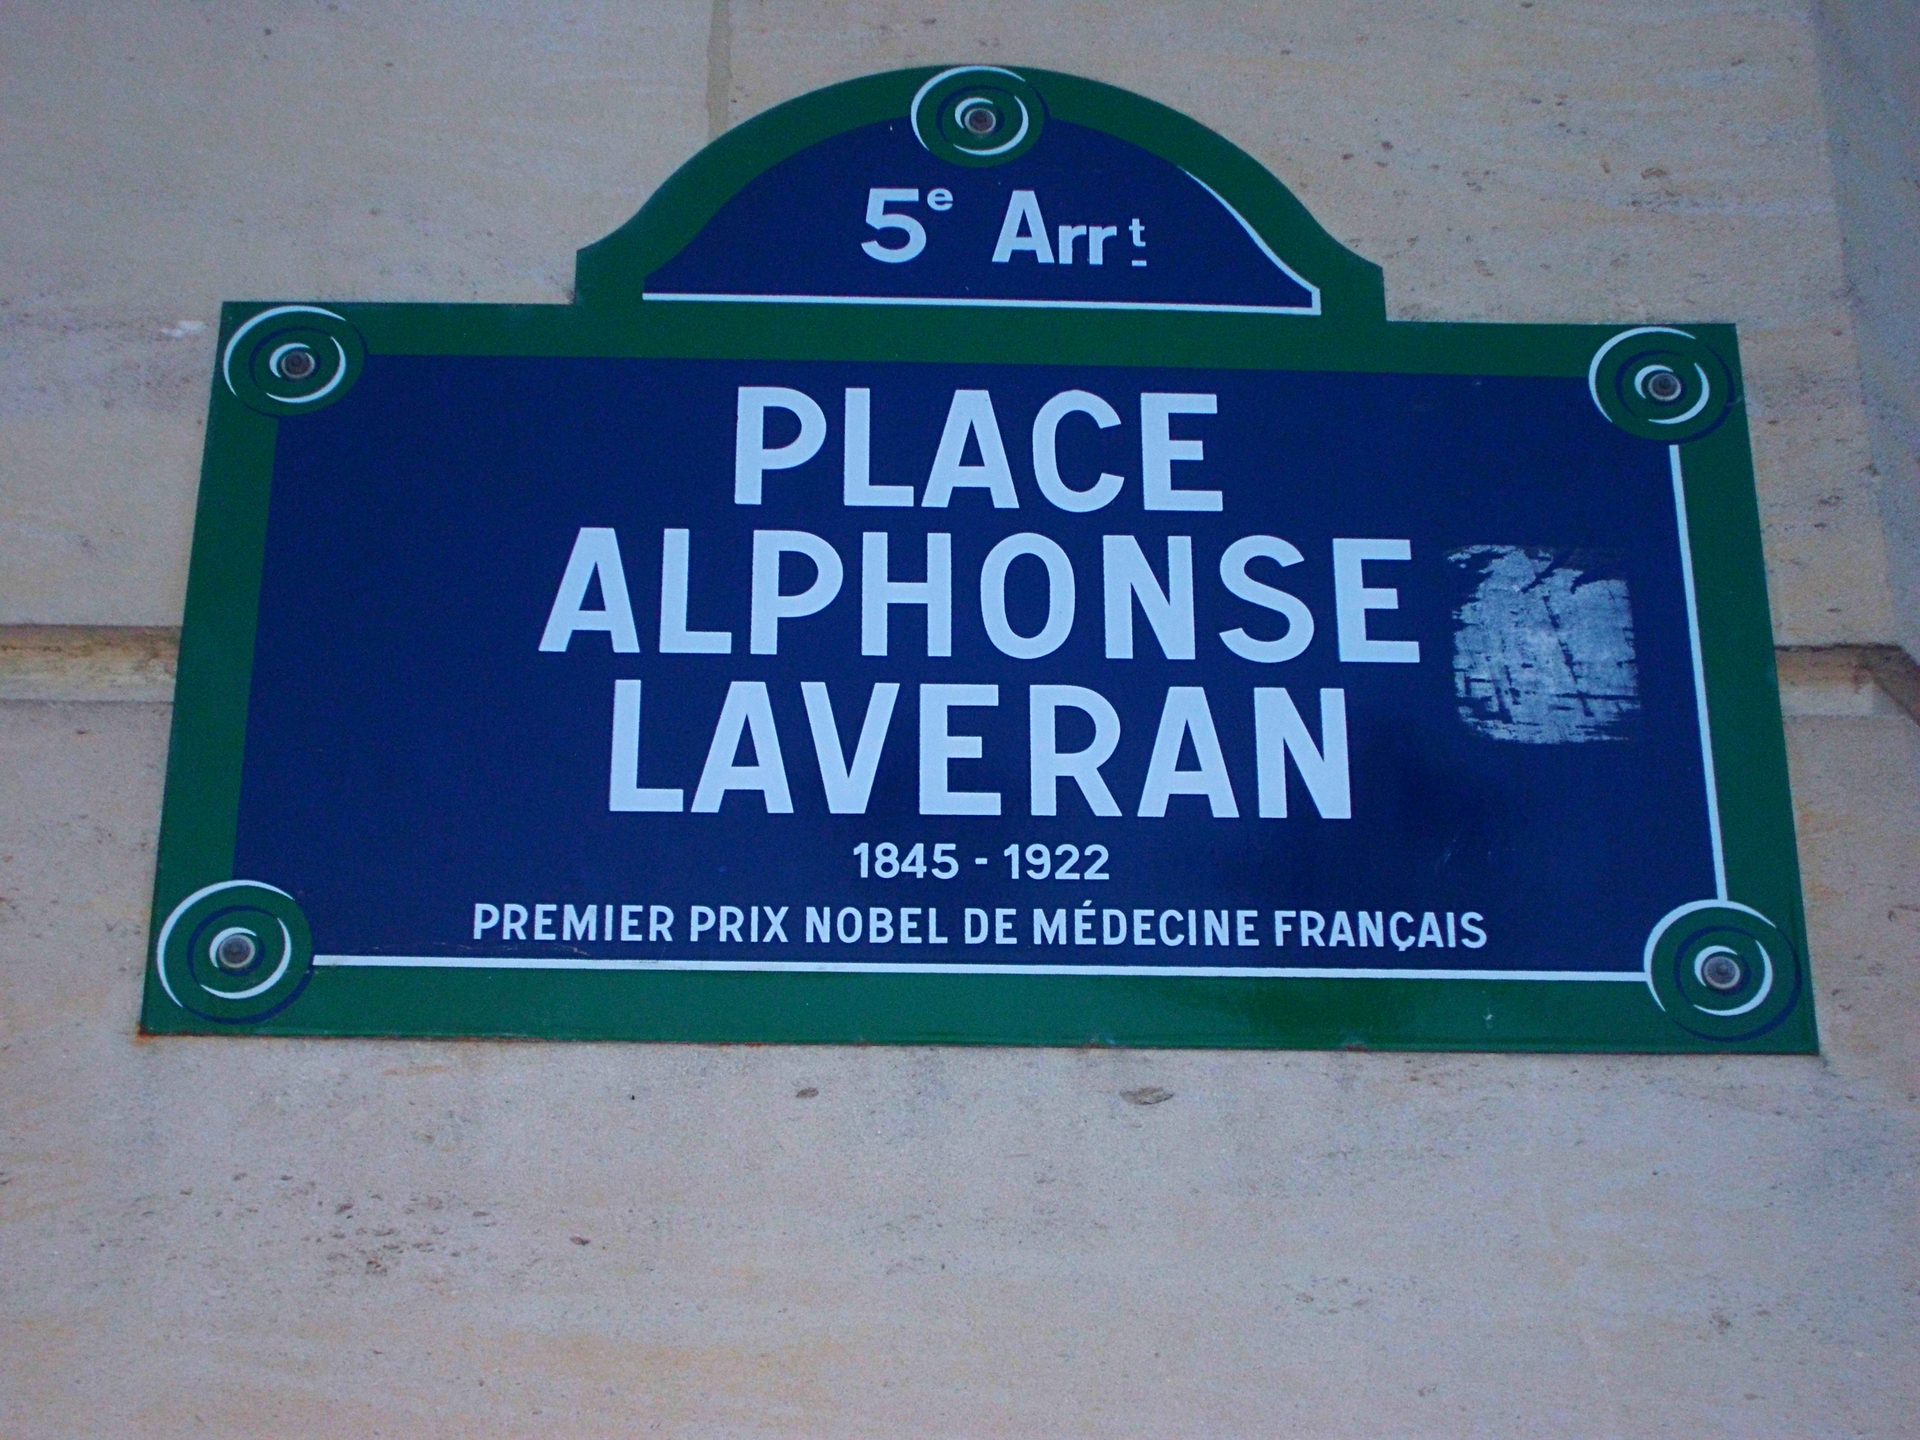 5e Arrt
PLACE
ALPHONSE
LAVERAN
1845 - 1922
PREMIER PRIX NOBEL DE MÉDECINE FRANÇAIS